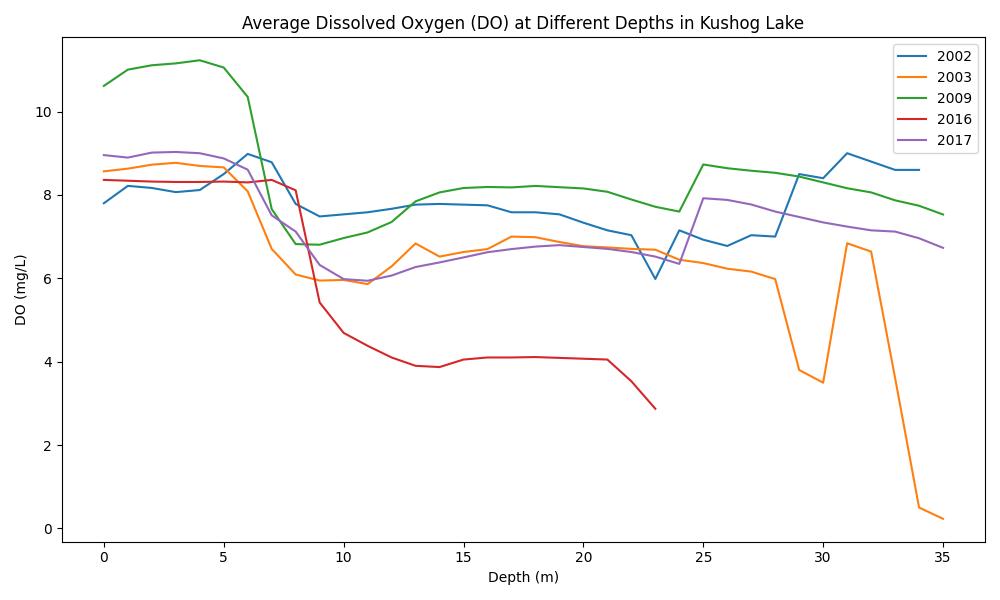 Average Dissolved Oxygen (DO) at Different Depths in Kushog Lake
2002
2003
2009
2016
2017
DO (mg/L)
10
8
6
4
2
0
0 5 10 15 20 25 30 35
Depth (m)